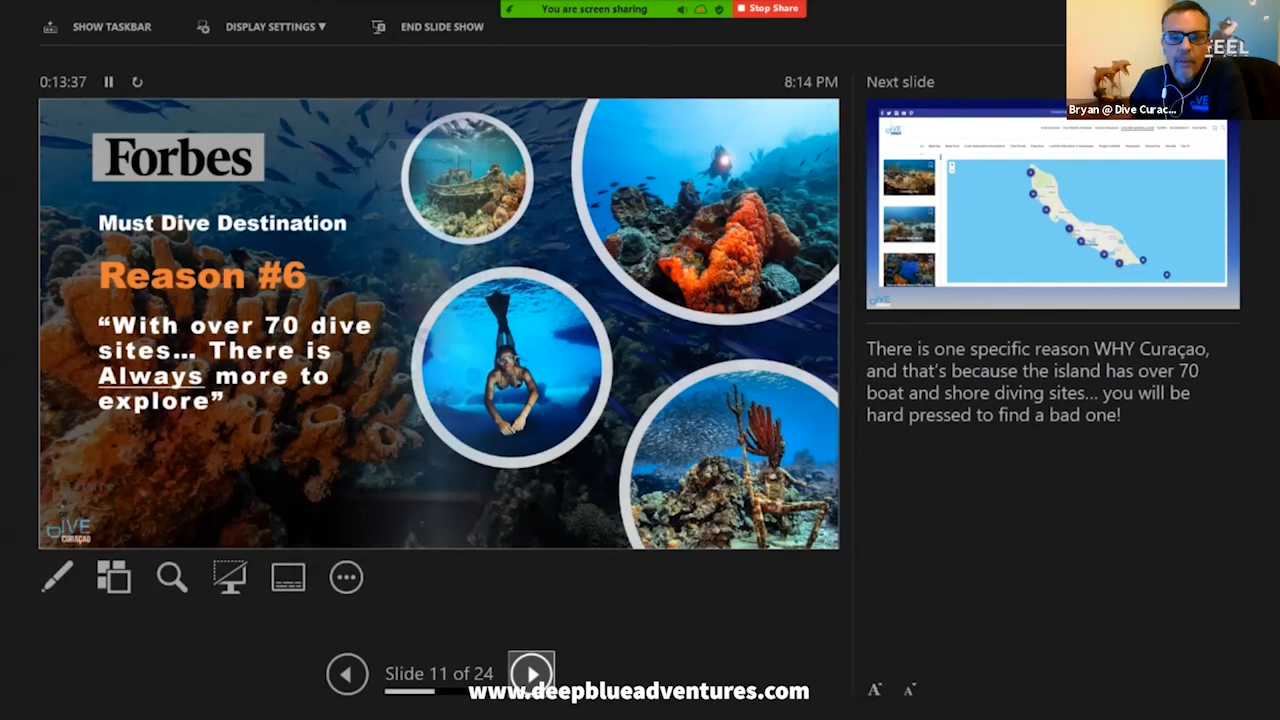 You are screen sharing
Stop Share
SHOW TASKBAR
DISPLAY SETTINGS ▼
END SLIDE SHOW
EEL
Bryan @ Dive Curac...
0:13:37
8:14 PM
Next slide
Forbes
Must Dive Destination
Reason #6
“With over 70 dive
sites... There is
Always more to
explore”
DIVE
CURAÇAO
There is one specific reason WHY Curaçao,
and that's because the island has over 70
boat and shore diving sites... you will be
hard pressed to find a bad one!
Slide 11 of 24
www.deepblueadventures.com